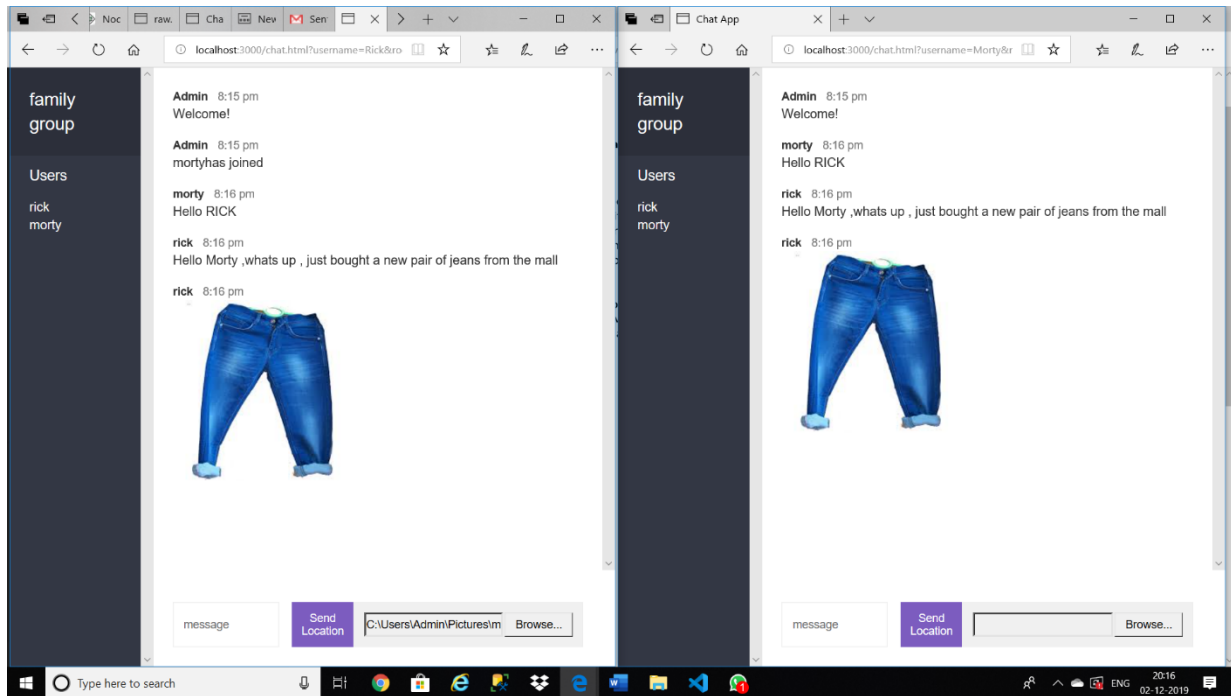 Noc
raw.
Cha
New
Sen
localhost:3000/chat.html?username=Rick&ro
family
group
Users
rick
morty
Admin 8:15 pm
Welcome!
Admin 8:15 pm
mortyhas joined
morty 8:16 pm
Hello RICK
rick 8:16 pm
Hello Morty ,whats up , just bought a new pair of jeans from the mall
rick 8:16 pm
message
Send
Location
C:\Users\Admin\Pictures\m
Browse...
Chat App
localhost:3000/chat.html?username=Morty&r
family
group
Users
rick
morty
Admin 8:15 pm
Welcome!
morty 8:16 pm
Hello RICK
rick 8:16 pm
Hello Morty ,whats up , just bought a new pair of jeans from the mall
rick 8:16 pm
message
Send
Location
Browse...
Type here to search
ENG
20:16
02-12-2019